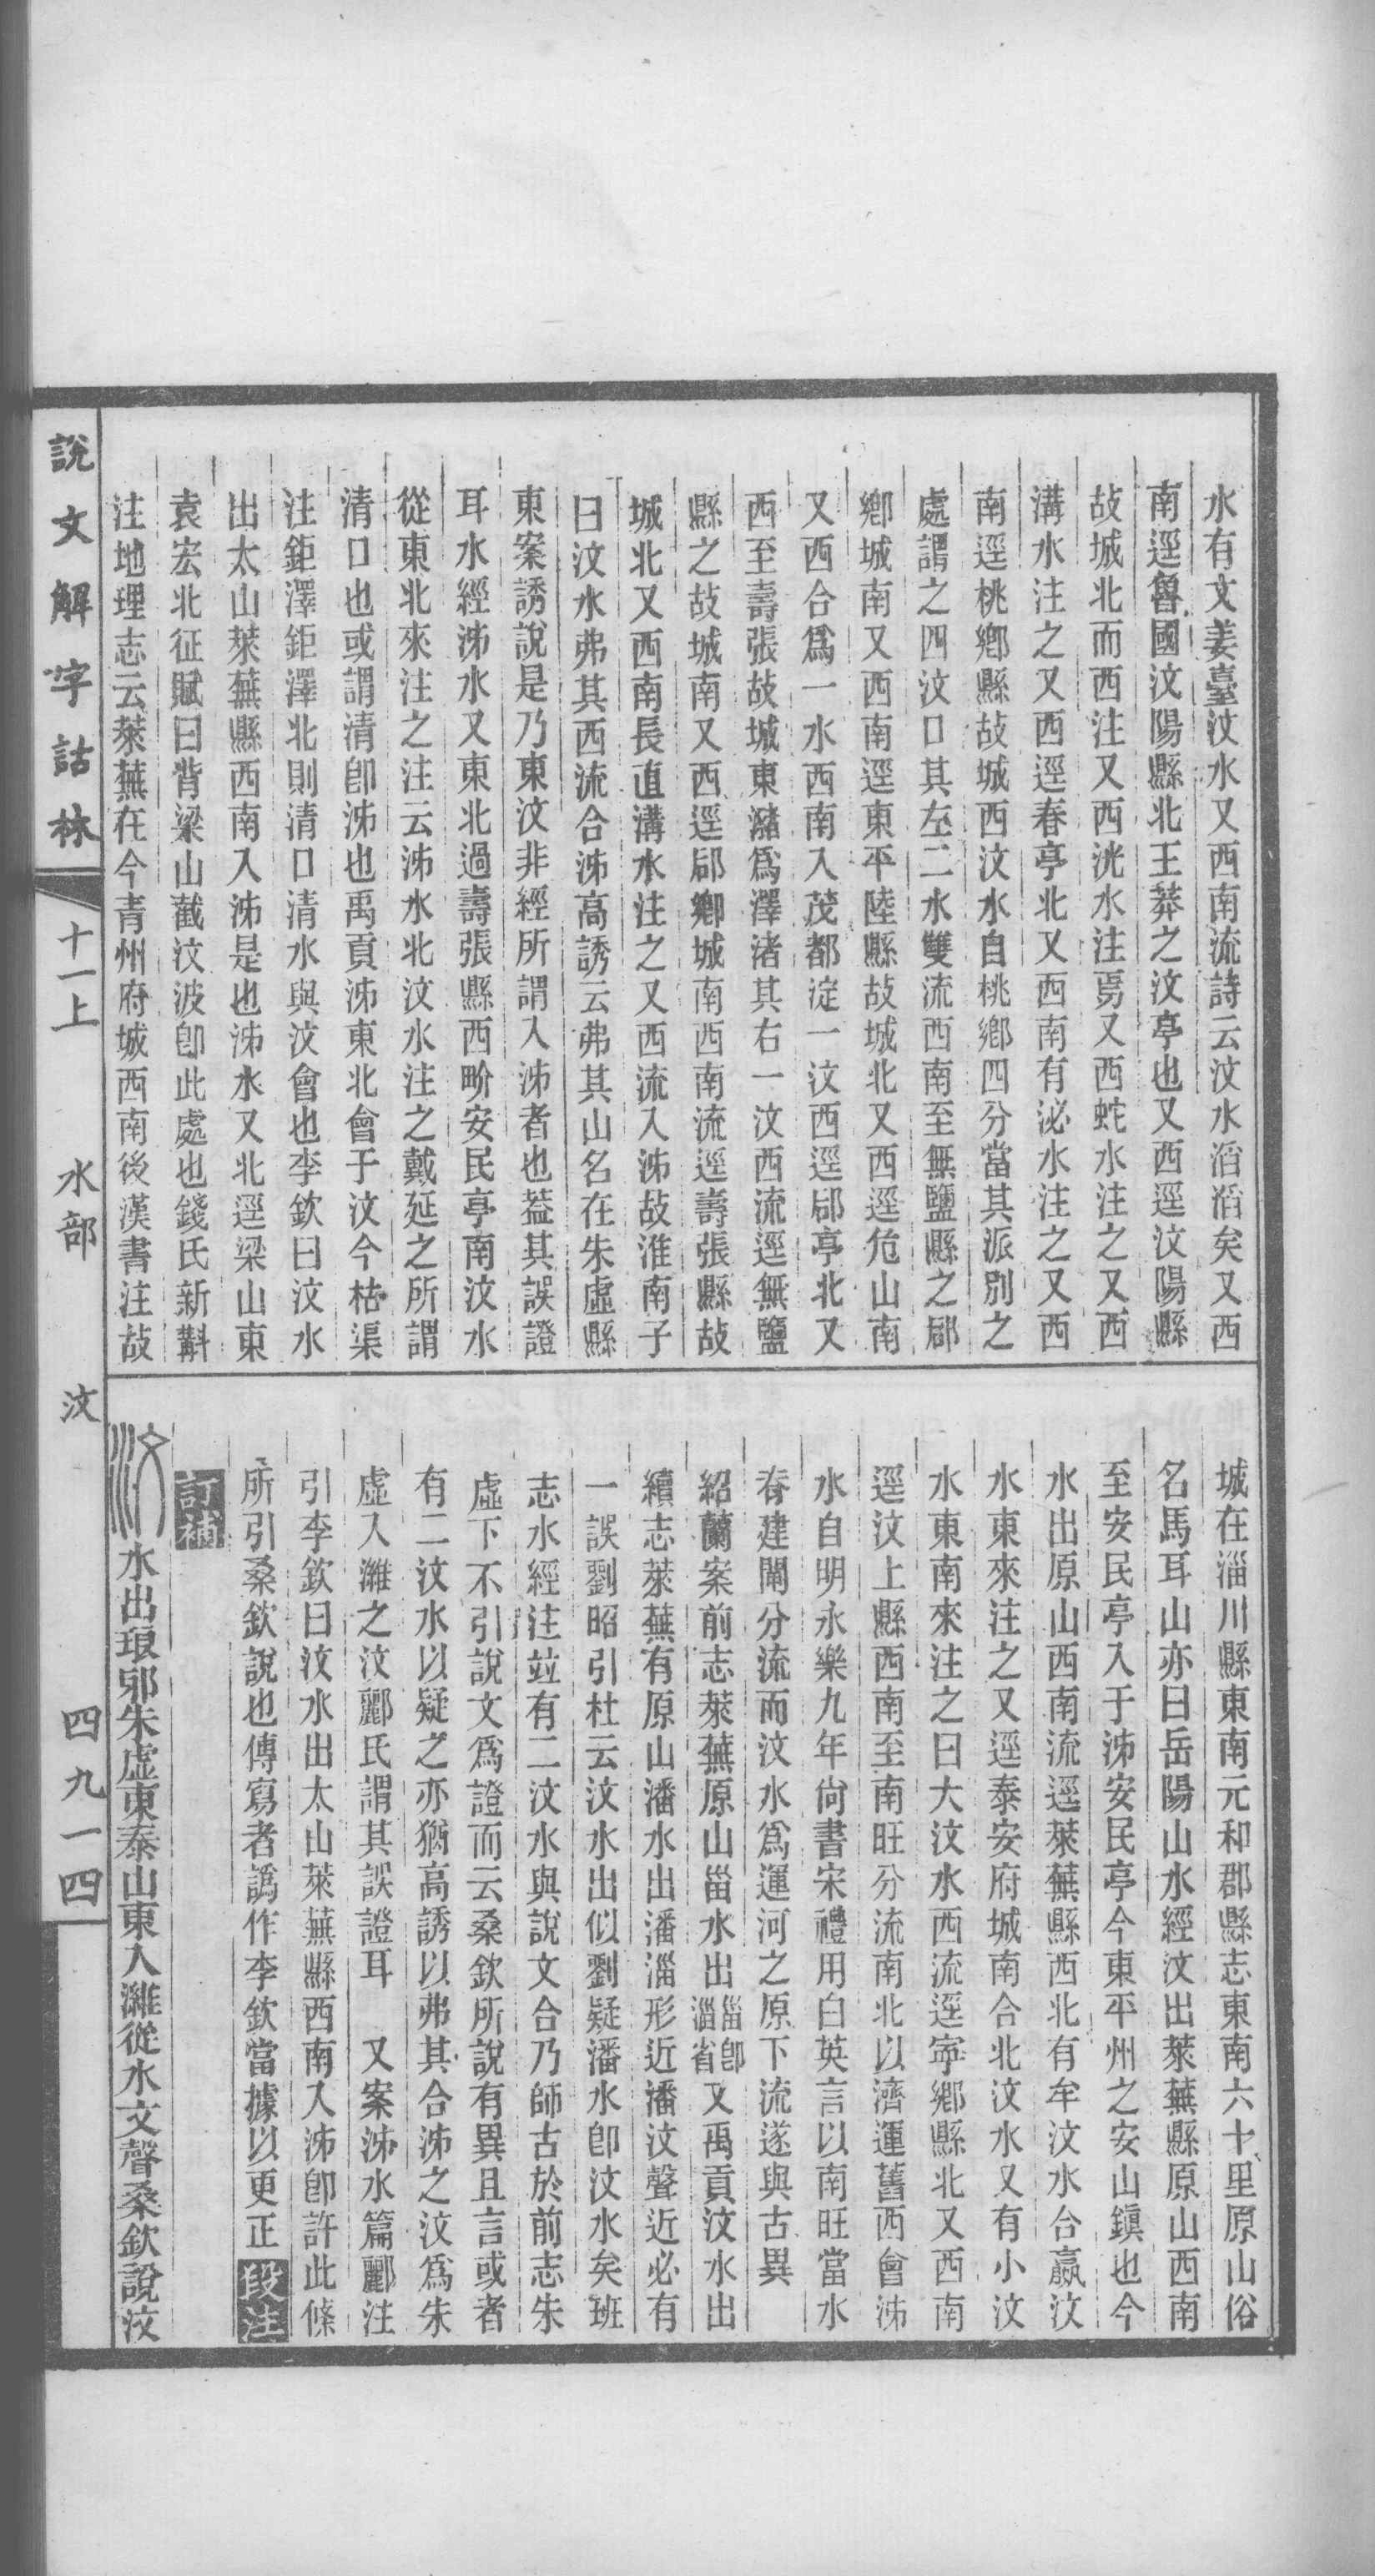 水有文姜臺汶水又西南流詩云汶水滔滔矣又西
南逕魯國汶陽縣北王莽之汶亭也又西逕汶陽縣
故城北而西注又西洸水注焉又西蛇水注之又西
溝水注之又西逕春亭北又西南有泌水注之又西
南逕桃鄉縣故城西汶水自桃鄉四分當其派別之
處謂之四汶口其左二水雙流西南至無鹽縣之郈
鄉城南又西南逕東平陸縣故城北又西逕危山南
又西合爲一水西南入茂都淀一汶西逕郈亭北又
西至壽張故城東瀦爲澤渚其右一汶西流逕無鹽
縣之故城南又西逕郈鄉城南西南流逕壽張縣故
城北又西南長直溝水注之又西流入泲故淮南子
曰汶水弗其西流合泲高誘云弗其山名在朱虛縣
東案誘說是乃東汶非經所謂入泲者也葢其誤證
耳水經泲水又東北過壽張縣西畍安民亭南汶水
從東北來注之注云泲水北汶水注之戴延之所謂
清口也或謂清卽泲也禹貢泲東北會于汶今枯渠
注鉅澤鉅澤北則清口清水與汶會也李欽曰汶水
出太山萊蕪縣西南入泲是也泲水又北逕梁山東
袁宏北征賦曰背梁山截汶波卽此處也錢氏新斠
注地理志云萊蕪在今青州府城西南後漢書注故
城在淄川縣東南元和郡縣志東南六十里原山俗
名馬耳山亦曰岳陽山水經汶出萊蕪縣原山西南
至安民亭入于泲安民亭今東平州之安山鎭也今
水出原山西南流逕萊蕪縣西北有牟汶水合嬴汶
水東來注之又逕泰安府城南合北汶水又有小汶
水東南來注之曰大汶水西流逕寧鄉縣北又西南
逕汶上縣西南至南旺分流南北以濟運舊西會泲
水自明永樂九年尙書宋禮用白英言以南旺當水
脊建閘分流而汶水爲運河之原下流遂與古異
紹蘭案前志萊蕪原山甾水出甾卽淄省又禹貢汶水出
續志萊蕪有原山潘水出潘淄形近潘汶聲近必有
一誤劉昭引杜云汶水出似劉疑潘水卽汶水矣班
志水經注竝有二汶水與說文合乃師古於前志朱
虛下不引說文爲證而云桑欽所說有異且言或者
有二汶水以疑之亦猶高誘以弗其合泲之汶爲朱
虛入濰之汶酈氏謂其誤證耳　又案泲水篇酈注
引李欽曰汶水出太山萊蕪縣西南入泲卽許此條
所引桑欽說也傳寫者譌作李欽當據以更正 段注
訂補
汶 水出琅邪朱虛東泰山東入濰從水文聲桑欽說汶
說文解字詁林 十一上 水部 汶 四九一四